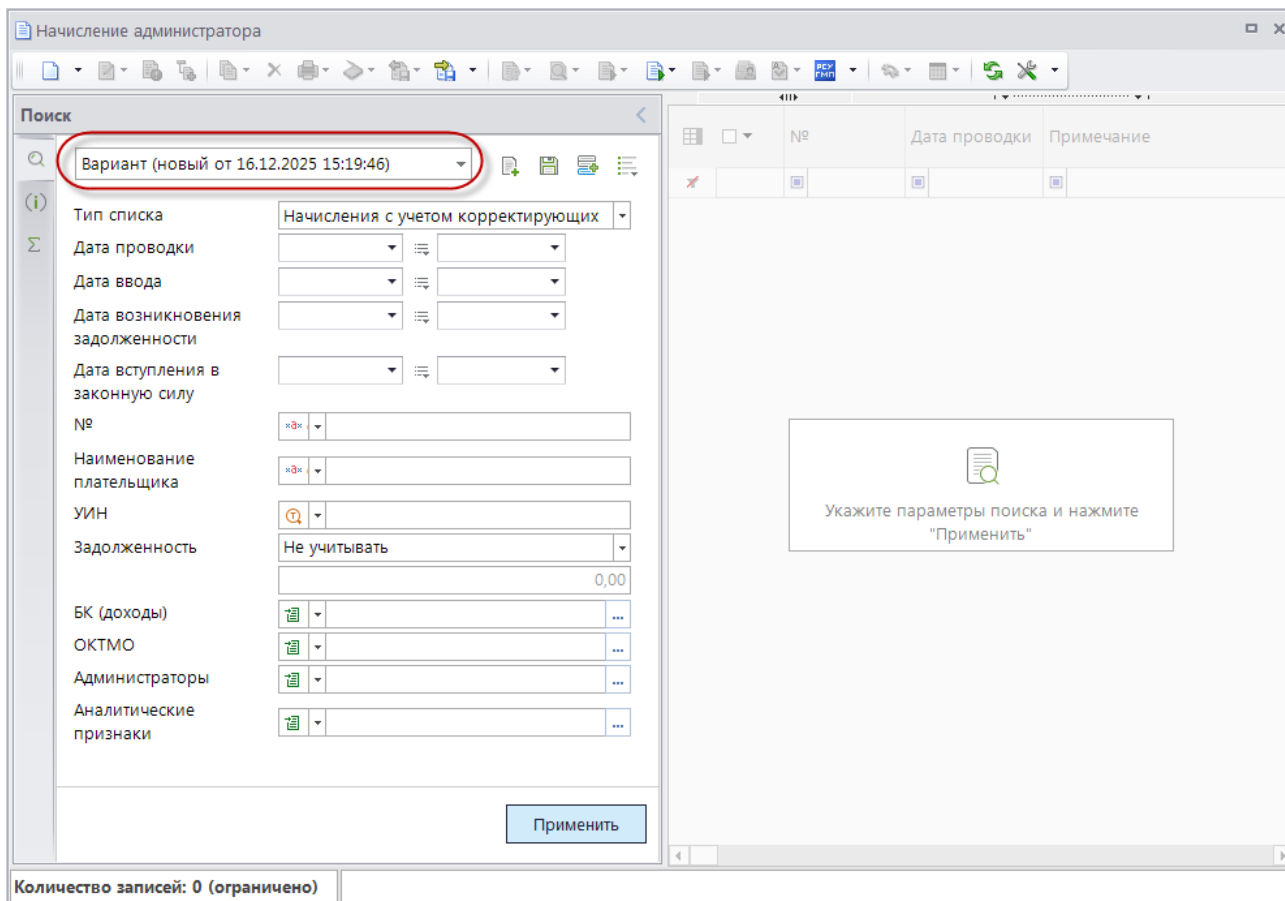 Начисление администратора
РСУ
ГМП
Поиск
Вариант (новый от 16.12.2025 15:19:46)
Тип списка
Начисления с учетом корректирующих
Дата проводки
Дата ввода
Дата возникновения
задолженности
Дата вступления в
законную силу
№
Наименование
плательщика
УИН
Задолженность
Не учитывать
0,00
БК (доходы)
...
ОКТМО
...
Администраторы
...
Аналитические
признаки
...
Применить
№
Дата проводки
Примечание
Укажите параметры поиска и нажмите
"Применить"
Количество записей: 0 (ограничено)